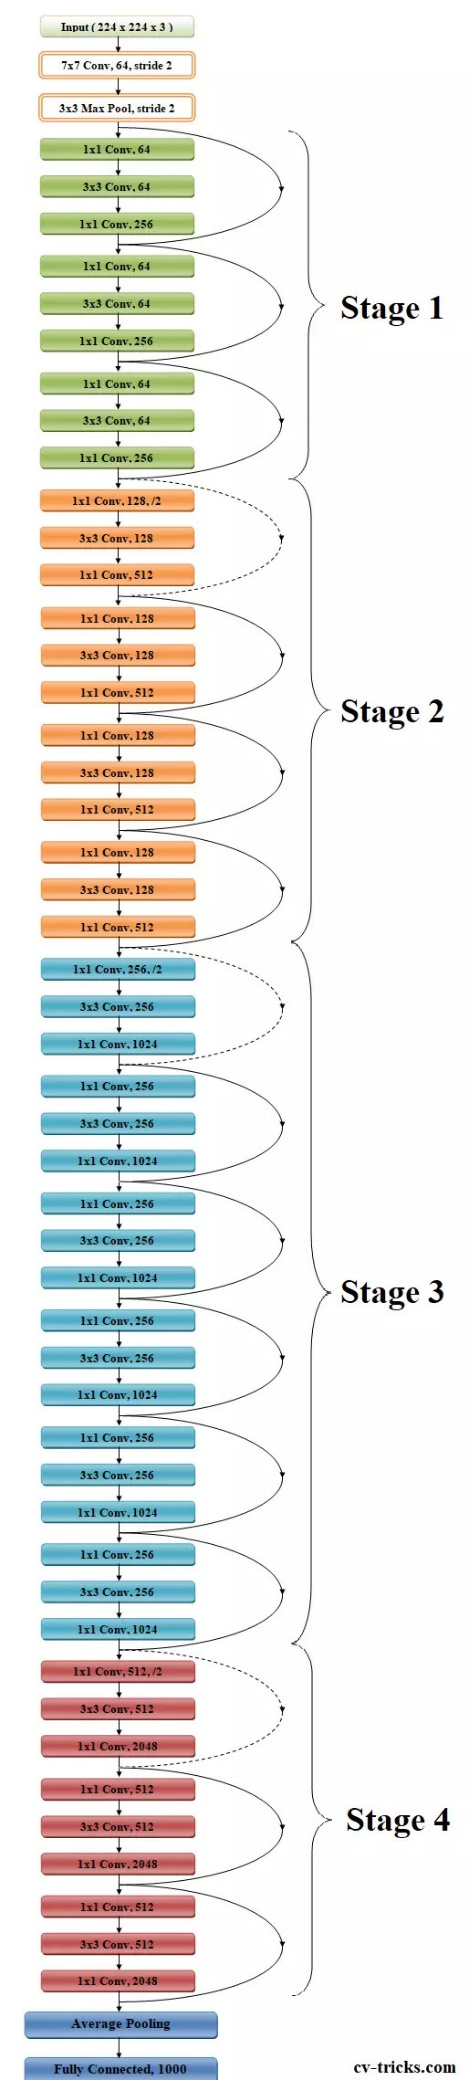 Input ( 224 x 224 x 3 )
7x7 Conv, 64, stride 2
3x3 Max Pool, stride 2
1x1 Conv, 64
3x3 Conv, 64
1x1 Conv, 256
1x1 Conv, 64
3x3 Conv, 64
Stage 1
1x1 Conv, 256
1x1 Conv, 64
3x3 Conv, 64
1x1 Conv, 256
1x1 Conv, 128, /2
3x3 Conv, 128
1x1 Conv, 512
1x1 Conv, 128
3x3 Conv, 128
1x1 Conv, 512
Stage 2
1x1 Conv, 128
3x3 Conv, 128
1x1 Conv, 512
1x1 Conv, 128
3x3 Conv, 128
1x1 Conv, 512
1x1 Conv, 256, /2
3x3 Conv, 256
1x1 Conv, 1024
1x1 Conv, 256
3x3 Conv, 256
1x1 Conv, 1024
1x1 Conv, 256
3x3 Conv, 256
1x1 Conv, 1024
Stage 3
1x1 Conv, 256
3x3 Conv, 256
1x1 Conv, 1024
1x1 Conv, 256
3x3 Conv, 256
1x1 Conv, 1024
1x1 Conv, 256
3x3 Conv, 256
1x1 Conv, 1024
1x1 Conv, 512, /2
3x3 Conv, 512
1x1 Conv, 2048
1x1 Conv, 512
Stage 4
3x3 Conv, 512
1x1 Conv, 2048
1x1 Conv, 512
3x3 Conv, 512
1x1 Conv, 2048
Average Pooling
Fully Connected, 1000
cv-tricks.com